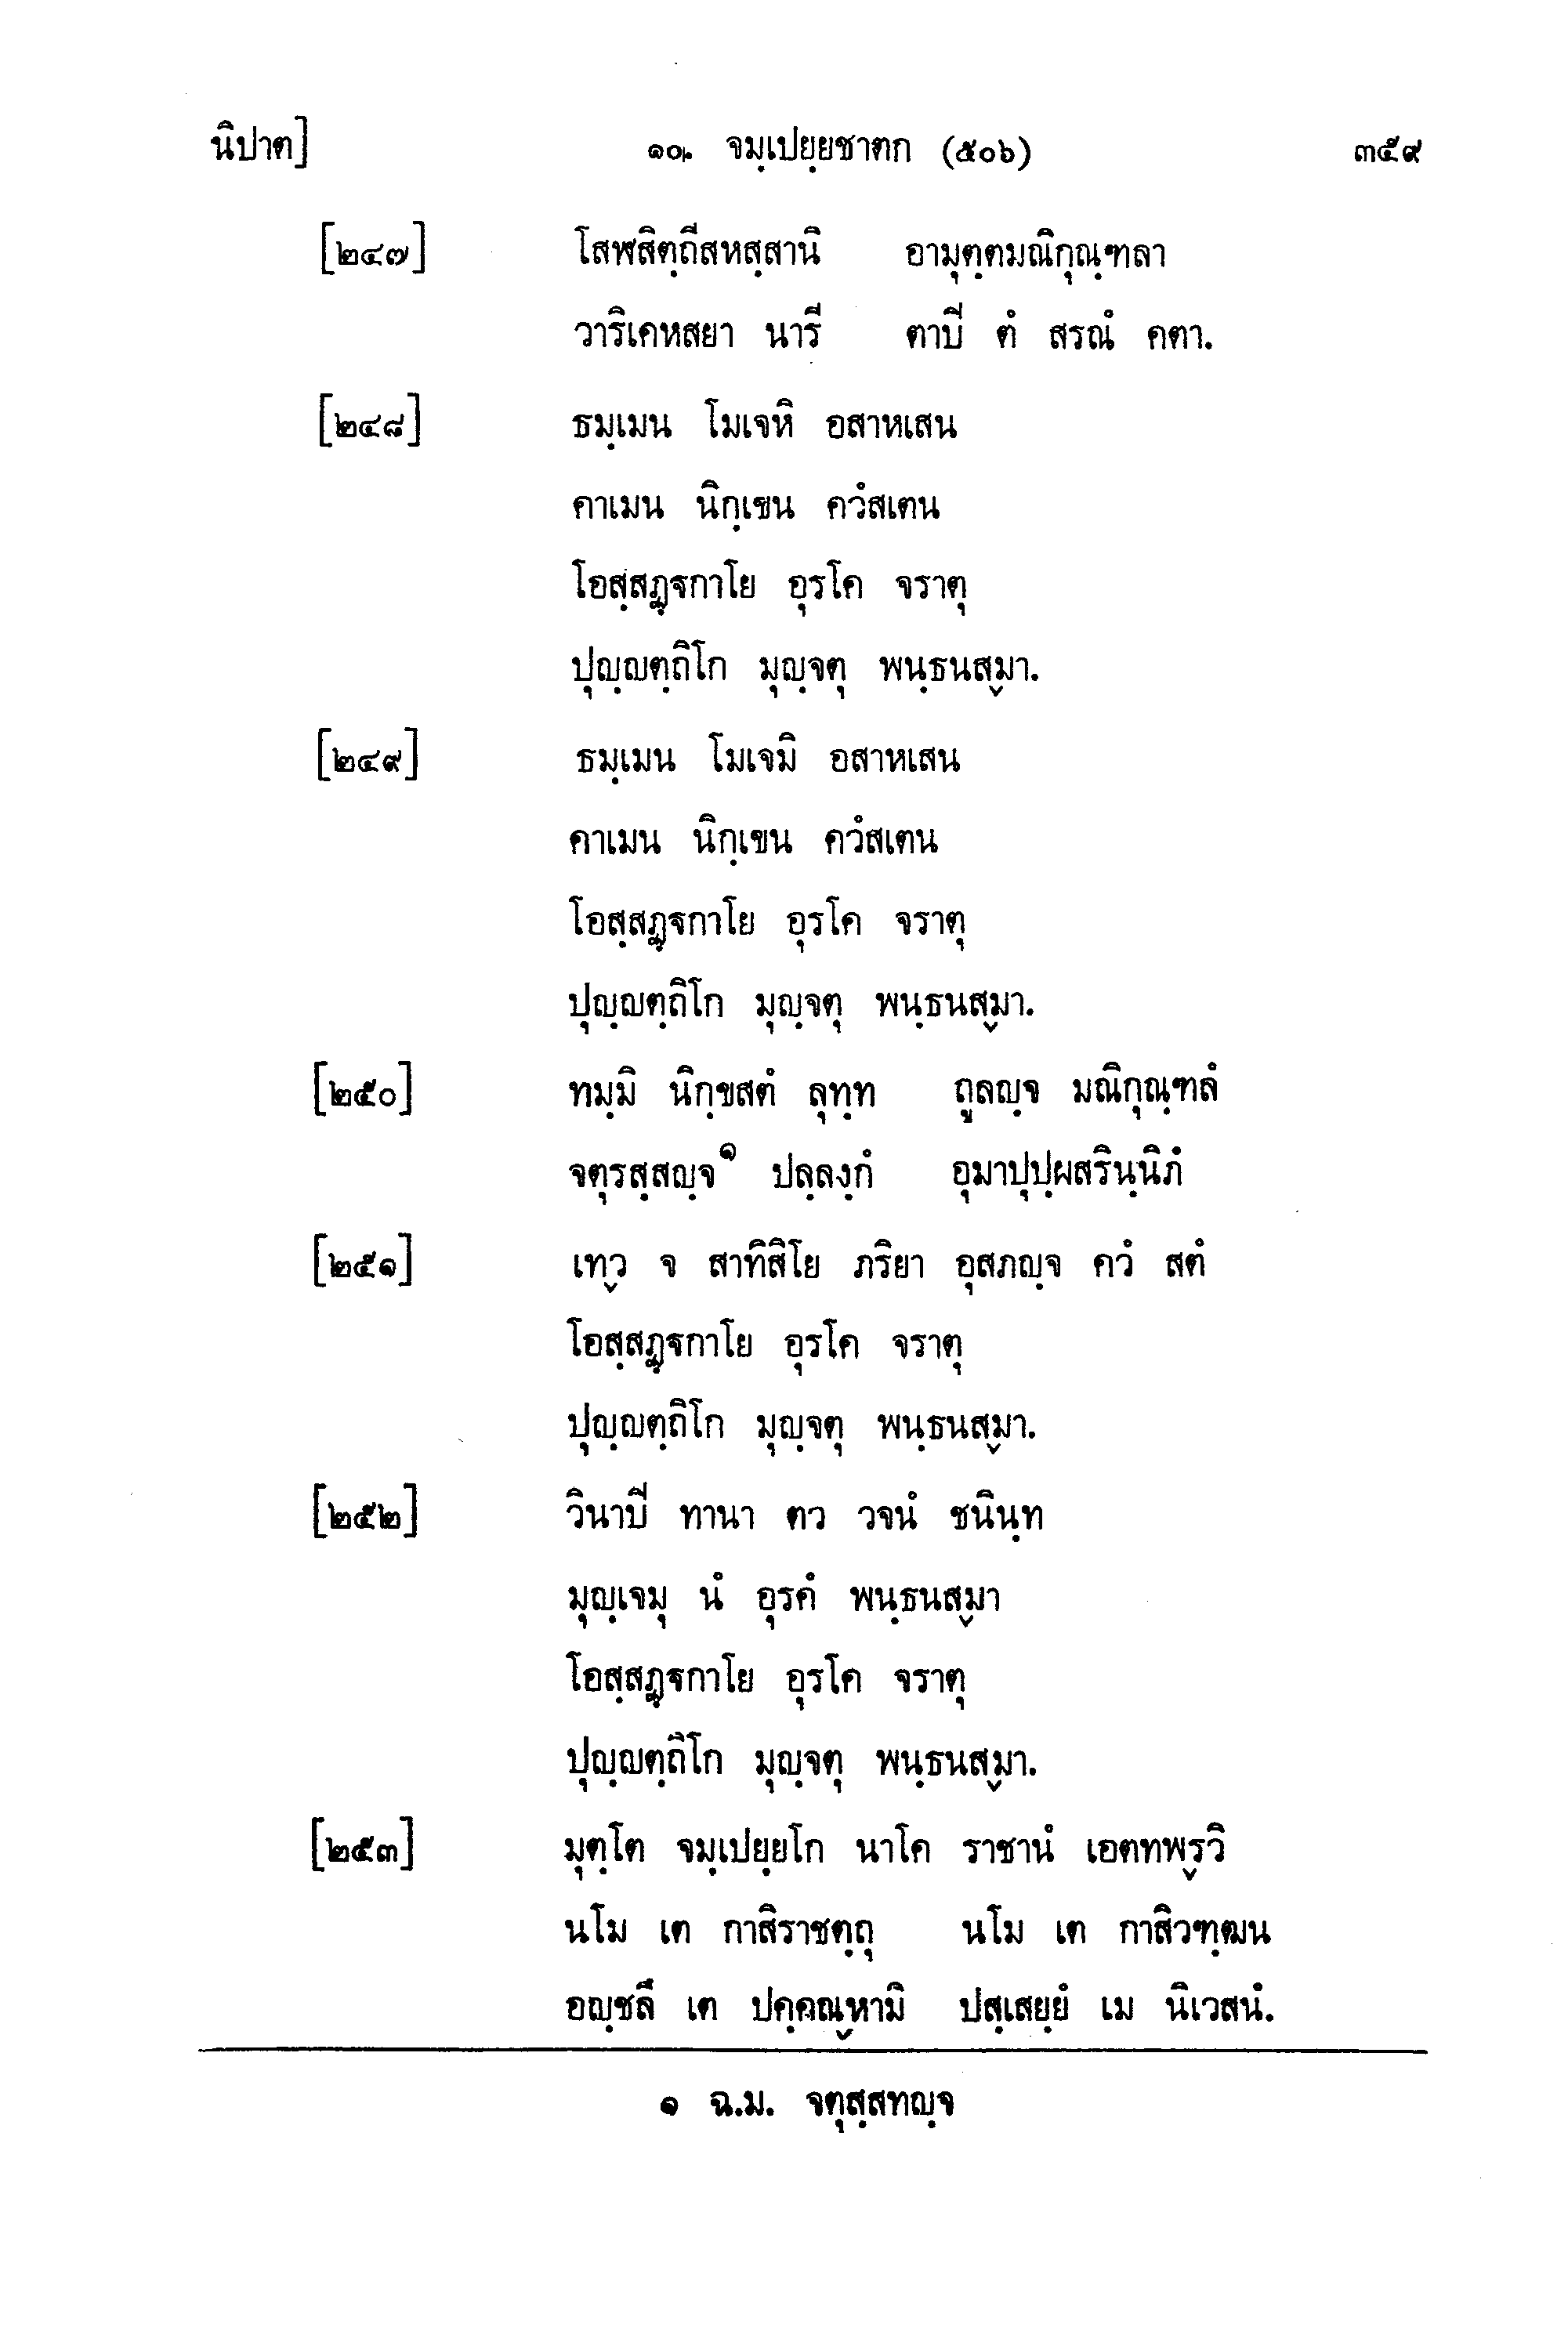 นิปาต] ๑๐. จมฺเปยฺยชาตก (๕๐๖) ๓๕๙
[๒๔๗] โสฬสิตฺถีสหสฺสานิ อามุตฺตมณิกุณฺฑลา
วาริเคหสยา นารี ตาปี ตํ สรณํ คตา.
[๒๔๘] ธมฺเมน โมเจหิ อสาหเสน
คาเมน นิกฺเขน ควํสเตน
โอสฺสฏฺฐกาโย อุรโค จราตุ
ปุญฺญตฺถิโก มุญฺจตุ พนฺธนสฺมา.
[๒๔๙] ธมฺเมน โมเจมิ อสาหเสน
คาเมน นิกฺเขน ควํสเตน
โอสฺสฏฺฐกาโย อุรโค จราตุ
ปุญฺญตฺถิโก มุญฺจตุ พนฺธนสฺมา.
[๒๕๐] ทมฺมิ นิกฺขสตํ ลุทฺท ถูลญฺจ มณิกุณฺฑลํ
จตุรสฺสญฺจ๑ ปลฺลงฺกํ อุมาปุปฺผสรินฺนิภํ
[๒๕๑] เทฺว จ สาทิสิโย ภริยา อุสภญฺจ ควํ สตํ
โอสฺสฏฺฐกาโย อุรโค จราตุ
ปุญฺญตฺถิโก มุญฺจตุ พนฺธนสฺมา.
[๒๕๒] วินาปี ทานา ตว วจนํ ชนินฺท
มุญฺเจมุ นํ อุรคํ พนฺธนสฺมา
โอสฺสฏฺฐกาโย อุรโค จราตุ
ปุญฺญตฺถิโก มุญฺจตุ พนฺธนสฺมา.
[๒๕๓] มุตฺโต จมฺเปยฺยโก นาโค ราชานํ เอตทพฺรูวิ
นโม เต กาสิราชตฺถุ นโม เต กาสิวฑฺฒน
อญฺชลึ เต ปคฺคณฺหามิ ปสฺเสยฺยํ เม นิเวสนํ.
๑ ฉ.ม. จตุสฺสทญฺจ